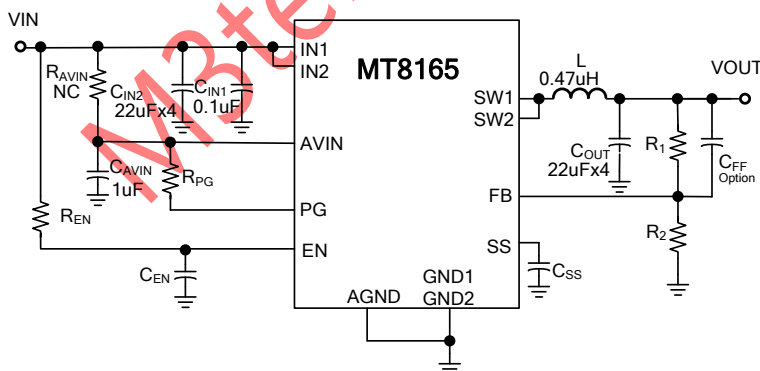 VIN
IN1
IN2
MT8165
L
0.47uH
VOUT
RAVIN
NC
CIN2
22uFx4
CIN1
0.1uF
SW1
SW2
AVIN
COUT
22uFx4
R1
CFF
Option
CAVIN
1uF
RPG
PG
FB
REN
EN
SS
R2
CEN
CSS
AGND
GND1
GND2